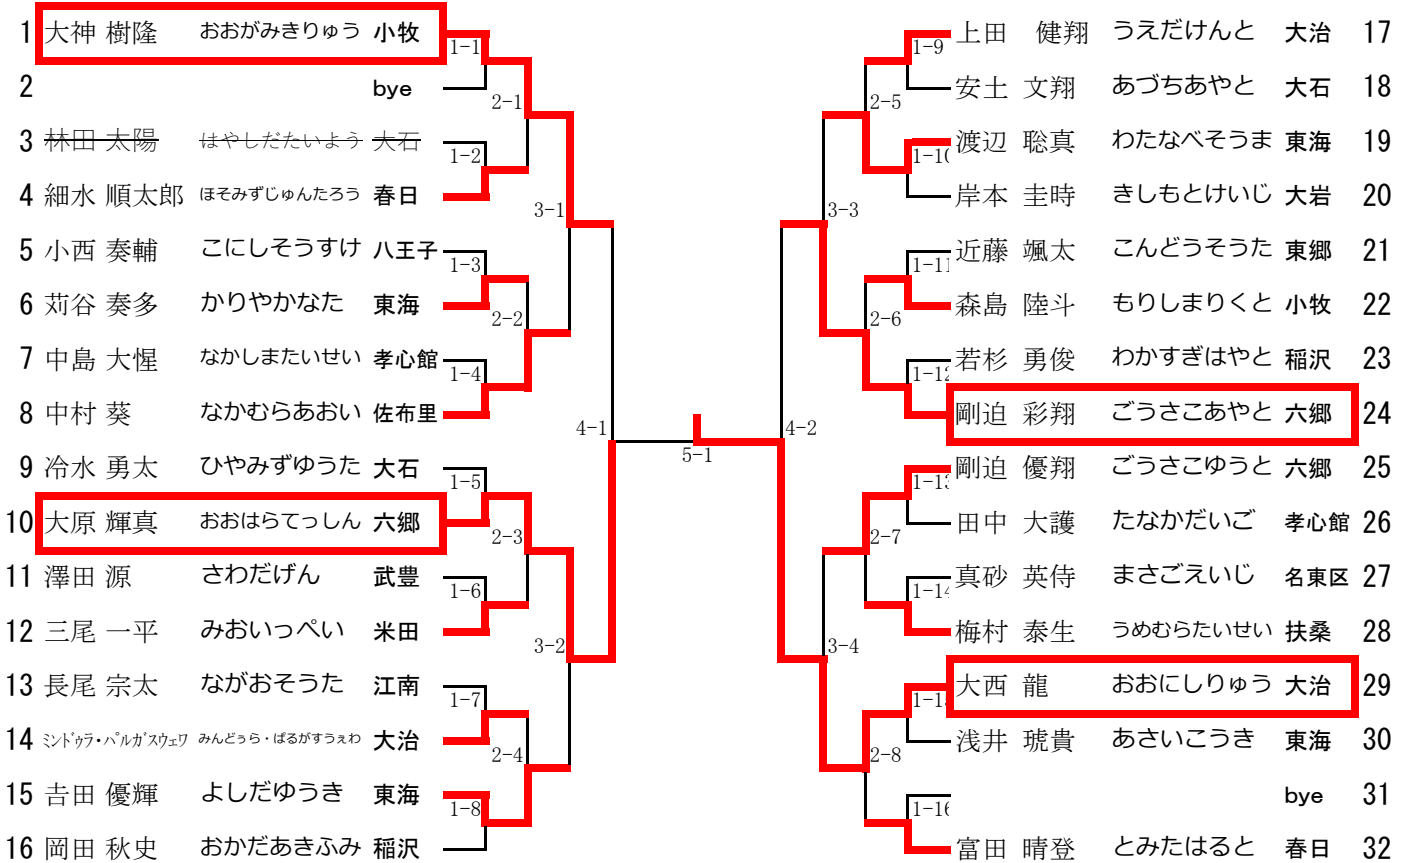 1 大神 樹隆 おおがみきりゅう 小牧
2 bye
3 林田 太陽 はやしだたいよう 大石
4 細水 順太郎 ほそみずじゅんたろう 春日
5 小西 奏輔 こにしそうすけ 八王子
6 苅谷 奏多 かりやかなた 東海
7 中島 大惺 なかしまたいせい 孝心館
8 中村 葵 なかむらあおい 佐布里
9 冷水 勇太 ひやみずゆうた 大石
10 大原 輝真 おおはらてっしん 六郷
11 澤田 源 さわだげん 武豊
12 三尾 一平 みおいっぺい 米田
13 長尾 宗太 ながおそうた 江南
14 ミンドゥラ・パルガスウェワ みんどぅら・ぱるがすうぇわ 大治
15 吉田 優輝 よしだゆうき 東海
16 岡田 秋史 おかだあきふみ 稲沢
1-1
1-2
1-3
1-4
1-5
1-6
1-7
1-8
2-1
2-2
2-3
2-4
3-1
3-2
4-1
5-1
4-2
3-3
3-4
2-5
2-6
2-7
2-8
1-9
1-10
1-11
1-12
1-13
1-14
1-15
1-16
上田 健翔 うえだけんと 大治 17
安土 文翔 あづちあやと 大石 18
渡辺 聡真 わたなべそうま 東海 19
岸本 圭時 きしもとけいじ 大岩 20
近藤 颯太 こんどうそうた 東郷 21
森島 陸斗 もりしまりくと 小牧 22
若杉 勇俊 わかすぎはやと 稲沢 23
剛迫 彩翔 ごうさこあやと 六郷 24
剛迫 優翔 ごうさこゆうと 六郷 25
田中 大護 たなかだいご 孝心館 26
真砂 英侍 まさごえいじ 名東区 27
梅村 泰生 うめむらたいせい 扶桑 28
大西 龍 おおにしりゅう 大治 29
浅井 琥貴 あさいこうき 東海 30
bye 31
富田 晴登 とみたはると 春日 32